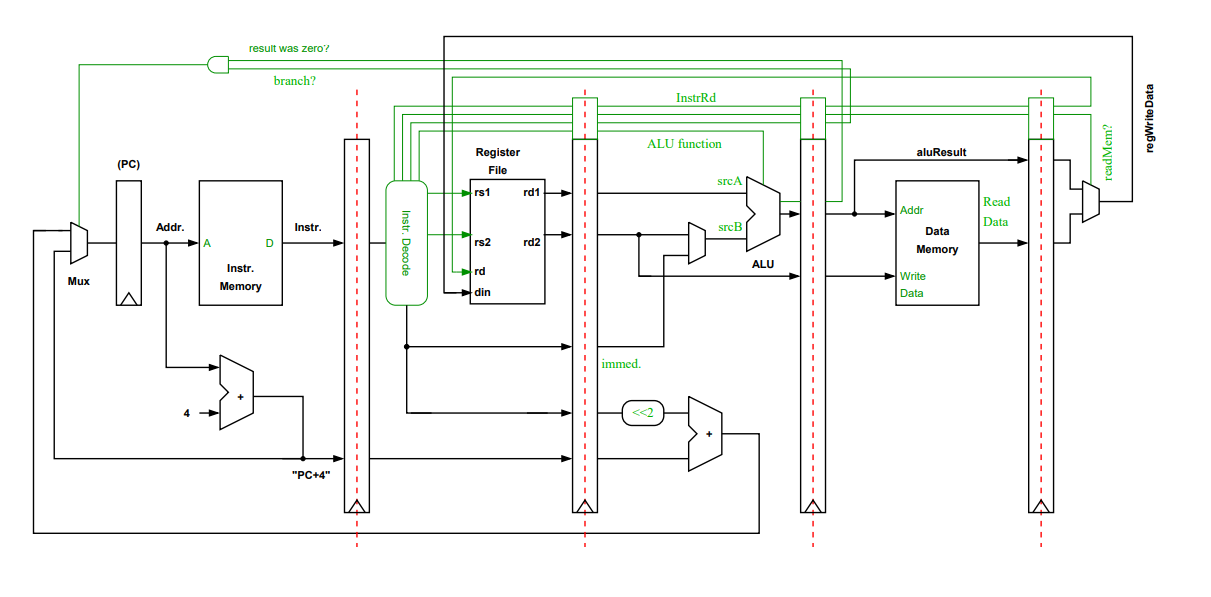 result was zero?
branch?
InstrRd
ALU function
regWriteData
readMem?
(PC)
Register
File
aluResult
srcA
rs1
rd1
Addr.
Instr.
Instr. Decode
srcB
Addr
Read
Data
A
D
rs2
rd2
Data
Memory
Mux
Instr.
Memory
rd
din
ALU
Write
Data
immed.
+
4
<<2
+
"PC+4"